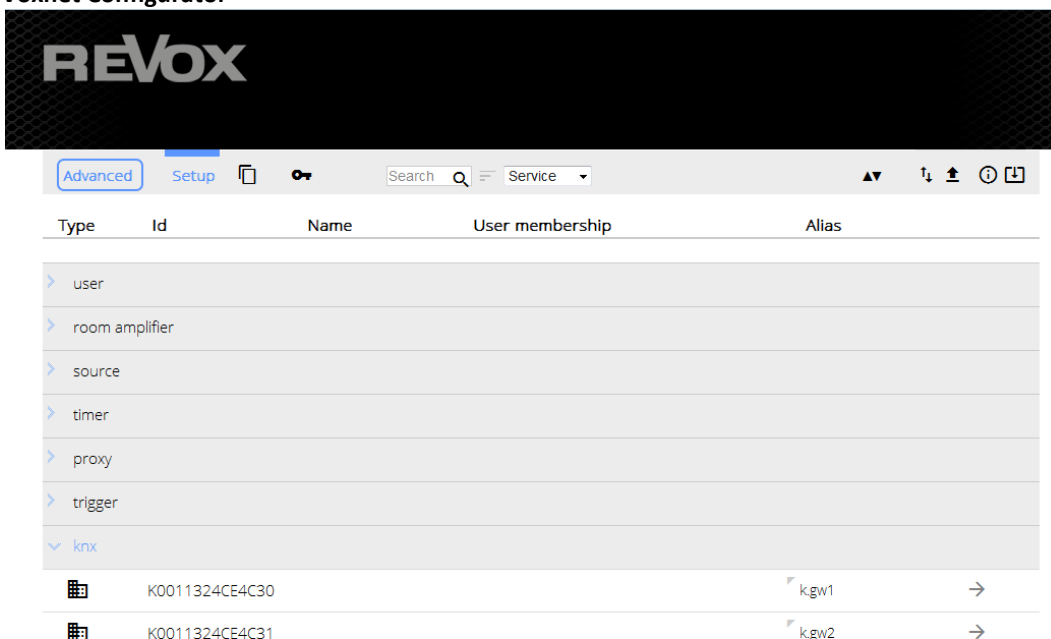 Voxnet Configurator
REVOX
Advanced Setup Search Service
Type Id Name User membership Alias
user
room amplifier
source
timer
proxy
trigger
knx
K0011324CE4C30 k.gw1
K0011324CE4C31 k.gw2